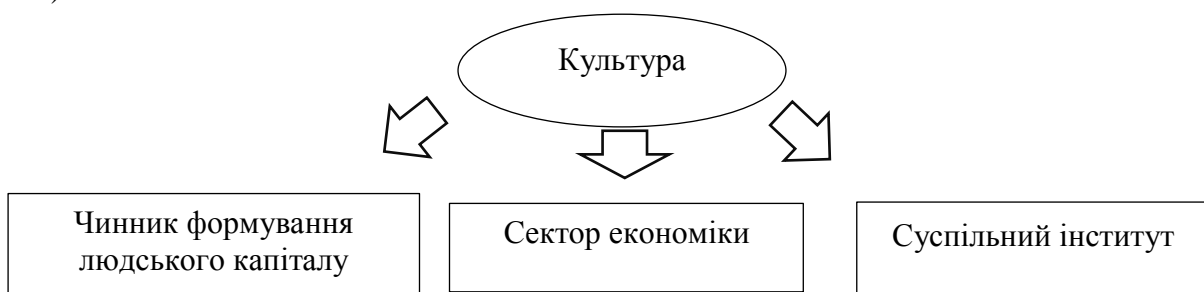 Культура
Чинник формування
людського капіталу
Сектор економіки
Суспільний інститут